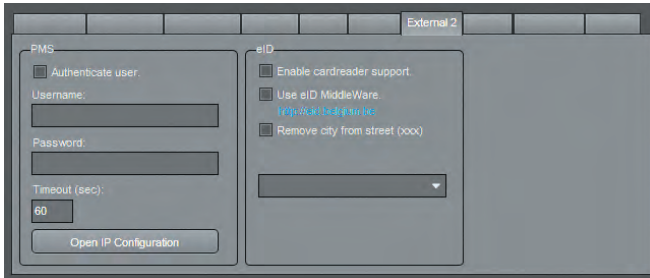 External 2
PMS
Authenticate user.
Username:
Password:
Timeout (sec):
60
Open IP Configuration
eID
Enable cardreader support.
Use eID MiddleWare.
Remove city from street (xxx)